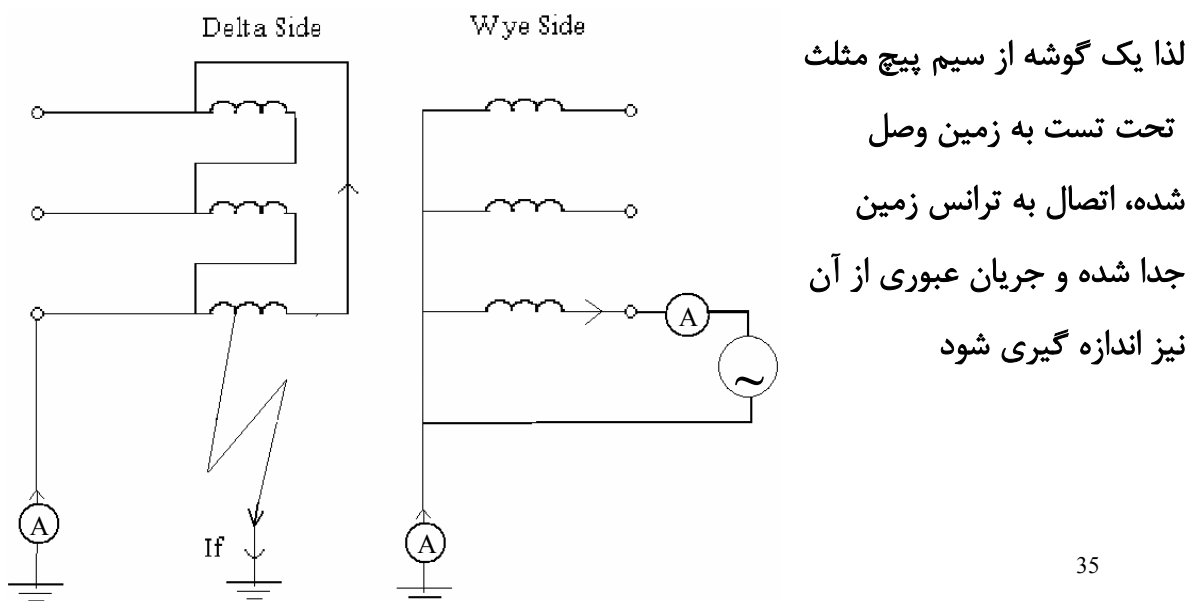 Delta Side
Wye Side
لذا یک گوشه از سیم پیچ مثلث
تحت تست به زمین وصل
شده، اتصال به ترانس زمین
جدا شده و جریان عبوری از آن
نیز اندازه گیری شود
A
~
A
If
A
35